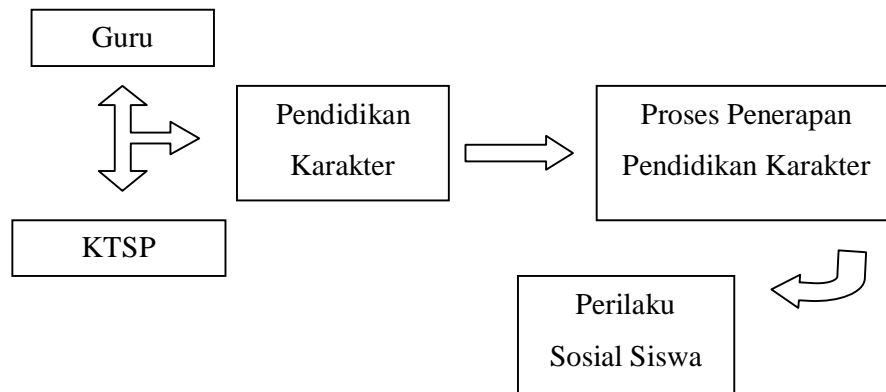 Guru
Pendidikan
Karakter
Proses Penerapan
Pendidikan Karakter
KTSP
Perilaku
Sosial Siswa